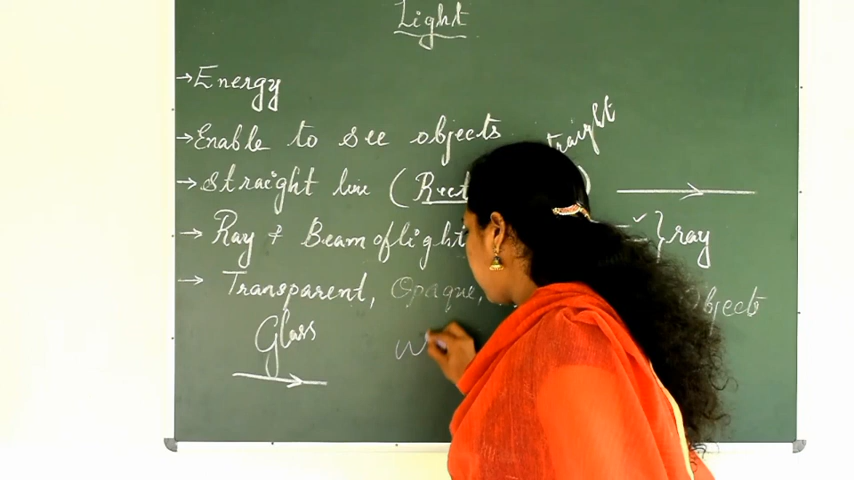 Light
→ Energy
→ Enable to see objects
traight
→ Straight line ( Rect )
→ Ray & Beam of light } ray
→ Transparent, Opaque, Object
Glass W